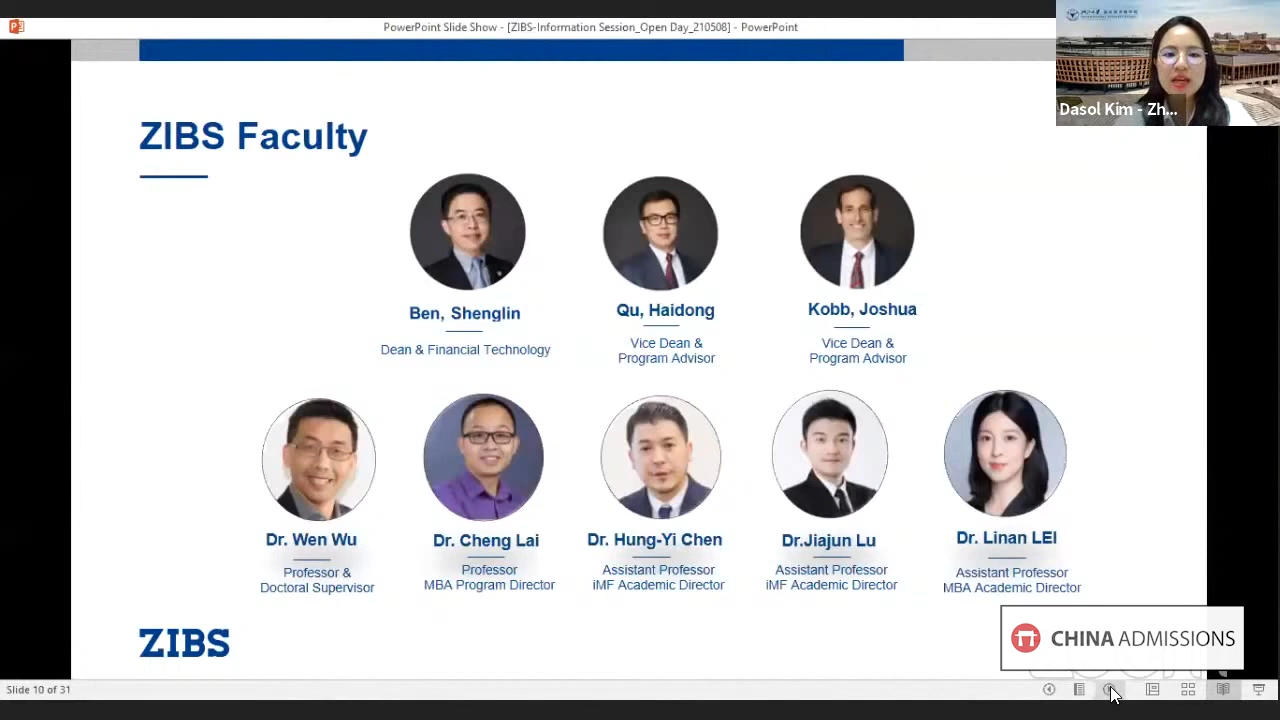 PowerPoint Slide Show - [ZIBS-Information Session_Open Day_210508] - PowerPoint
Dasol Kim - Zh...
ZIBS Faculty
Ben, Shenglin
Dean & Financial Technology
Qu, Haidong
Vice Dean &
Program Advisor
Kobb, Joshua
Vice Dean &
Program Advisor
Dr. Wen Wu
Professor &
Doctoral Supervisor
Dr. Cheng Lai
Professor
MBA Program Director
Dr. Hung-Yi Chen
Assistant Professor
iMF Academic Director
Dr.Jiajun Lu
Assistant Professor
iMF Academic Director
Dr. Linan LEI
Assistant Professor
MBA Academic Director
ZIBS
CHINA ADMISSIONS
Slide 10 of 31